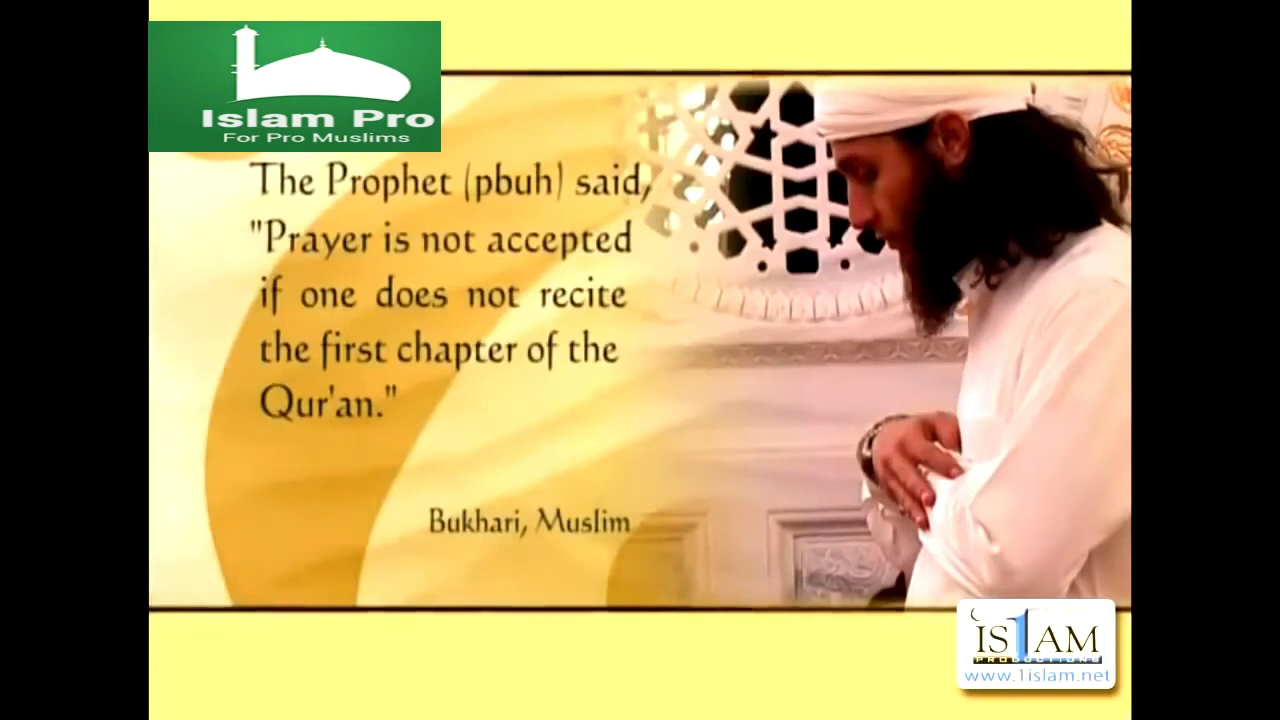 Islam Pro
For Pro Muslims
The Prophet (pbuh) said,
"Prayer is not accepted
if one does not recite
the first chapter of the
Qur'an."
Bukhari, Muslim
IS1AM
PRODUCTIONS
www.1islam.net